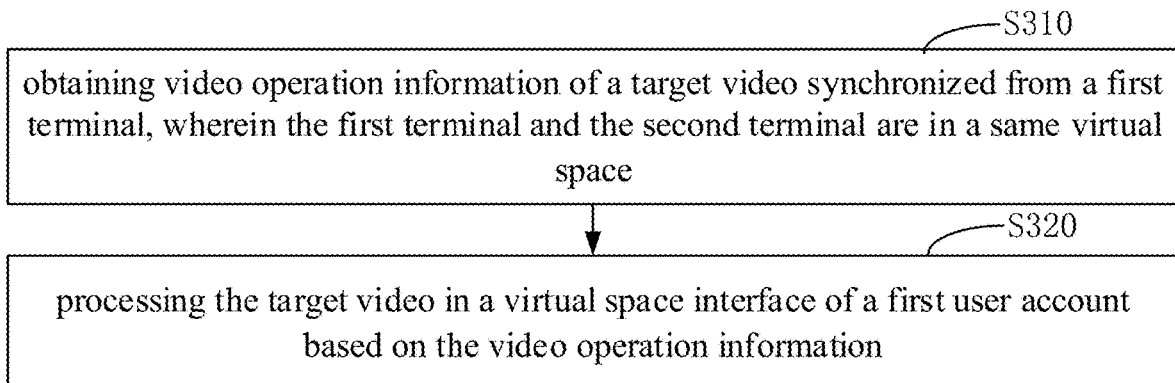 S310
obtaining video operation information of a target video synchronized from a first
terminal, wherein the first terminal and the second terminal are in a same virtual
space
S320
processing the target video in a virtual space interface of a first user account
based on the video operation information